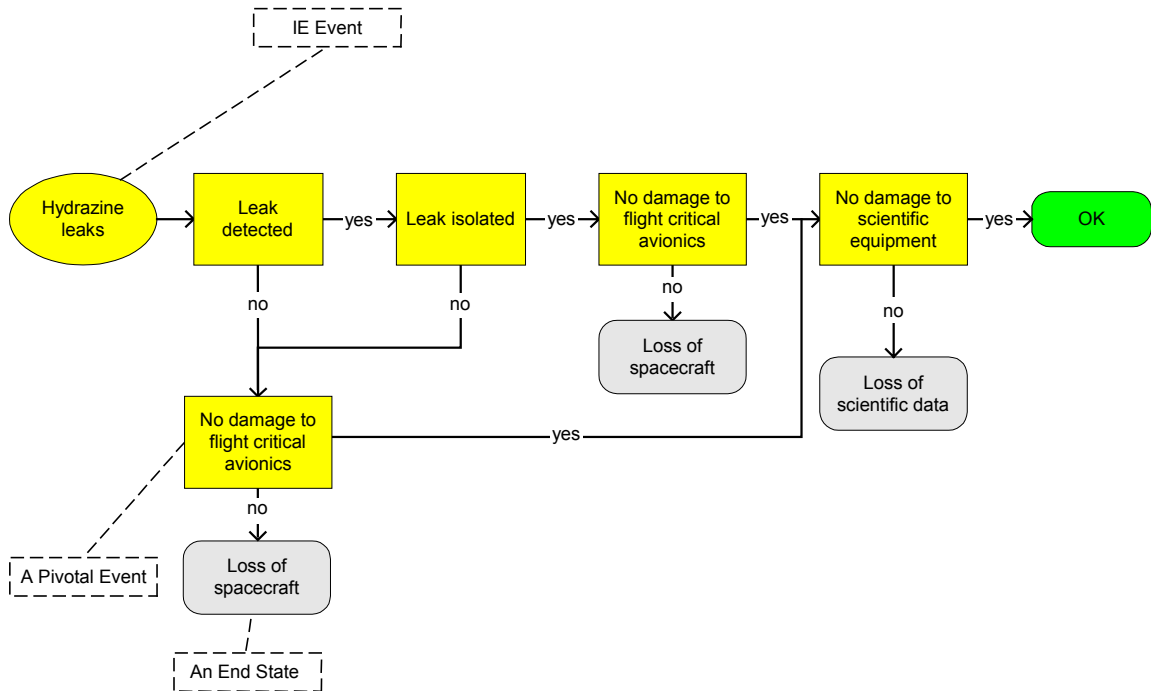 IE Event
Hydrazine
leaks
Leak
detected
yes
Leak isolated
yes
No damage to
flight critical
avionics
yes
No damage to
scientific
equipment
yes
OK
no
no
no
Loss of
spacecraft
no
Loss of
scientific data
No damage to
flight critical
avionics
yes
no
A Pivotal Event
Loss of
spacecraft
An End State